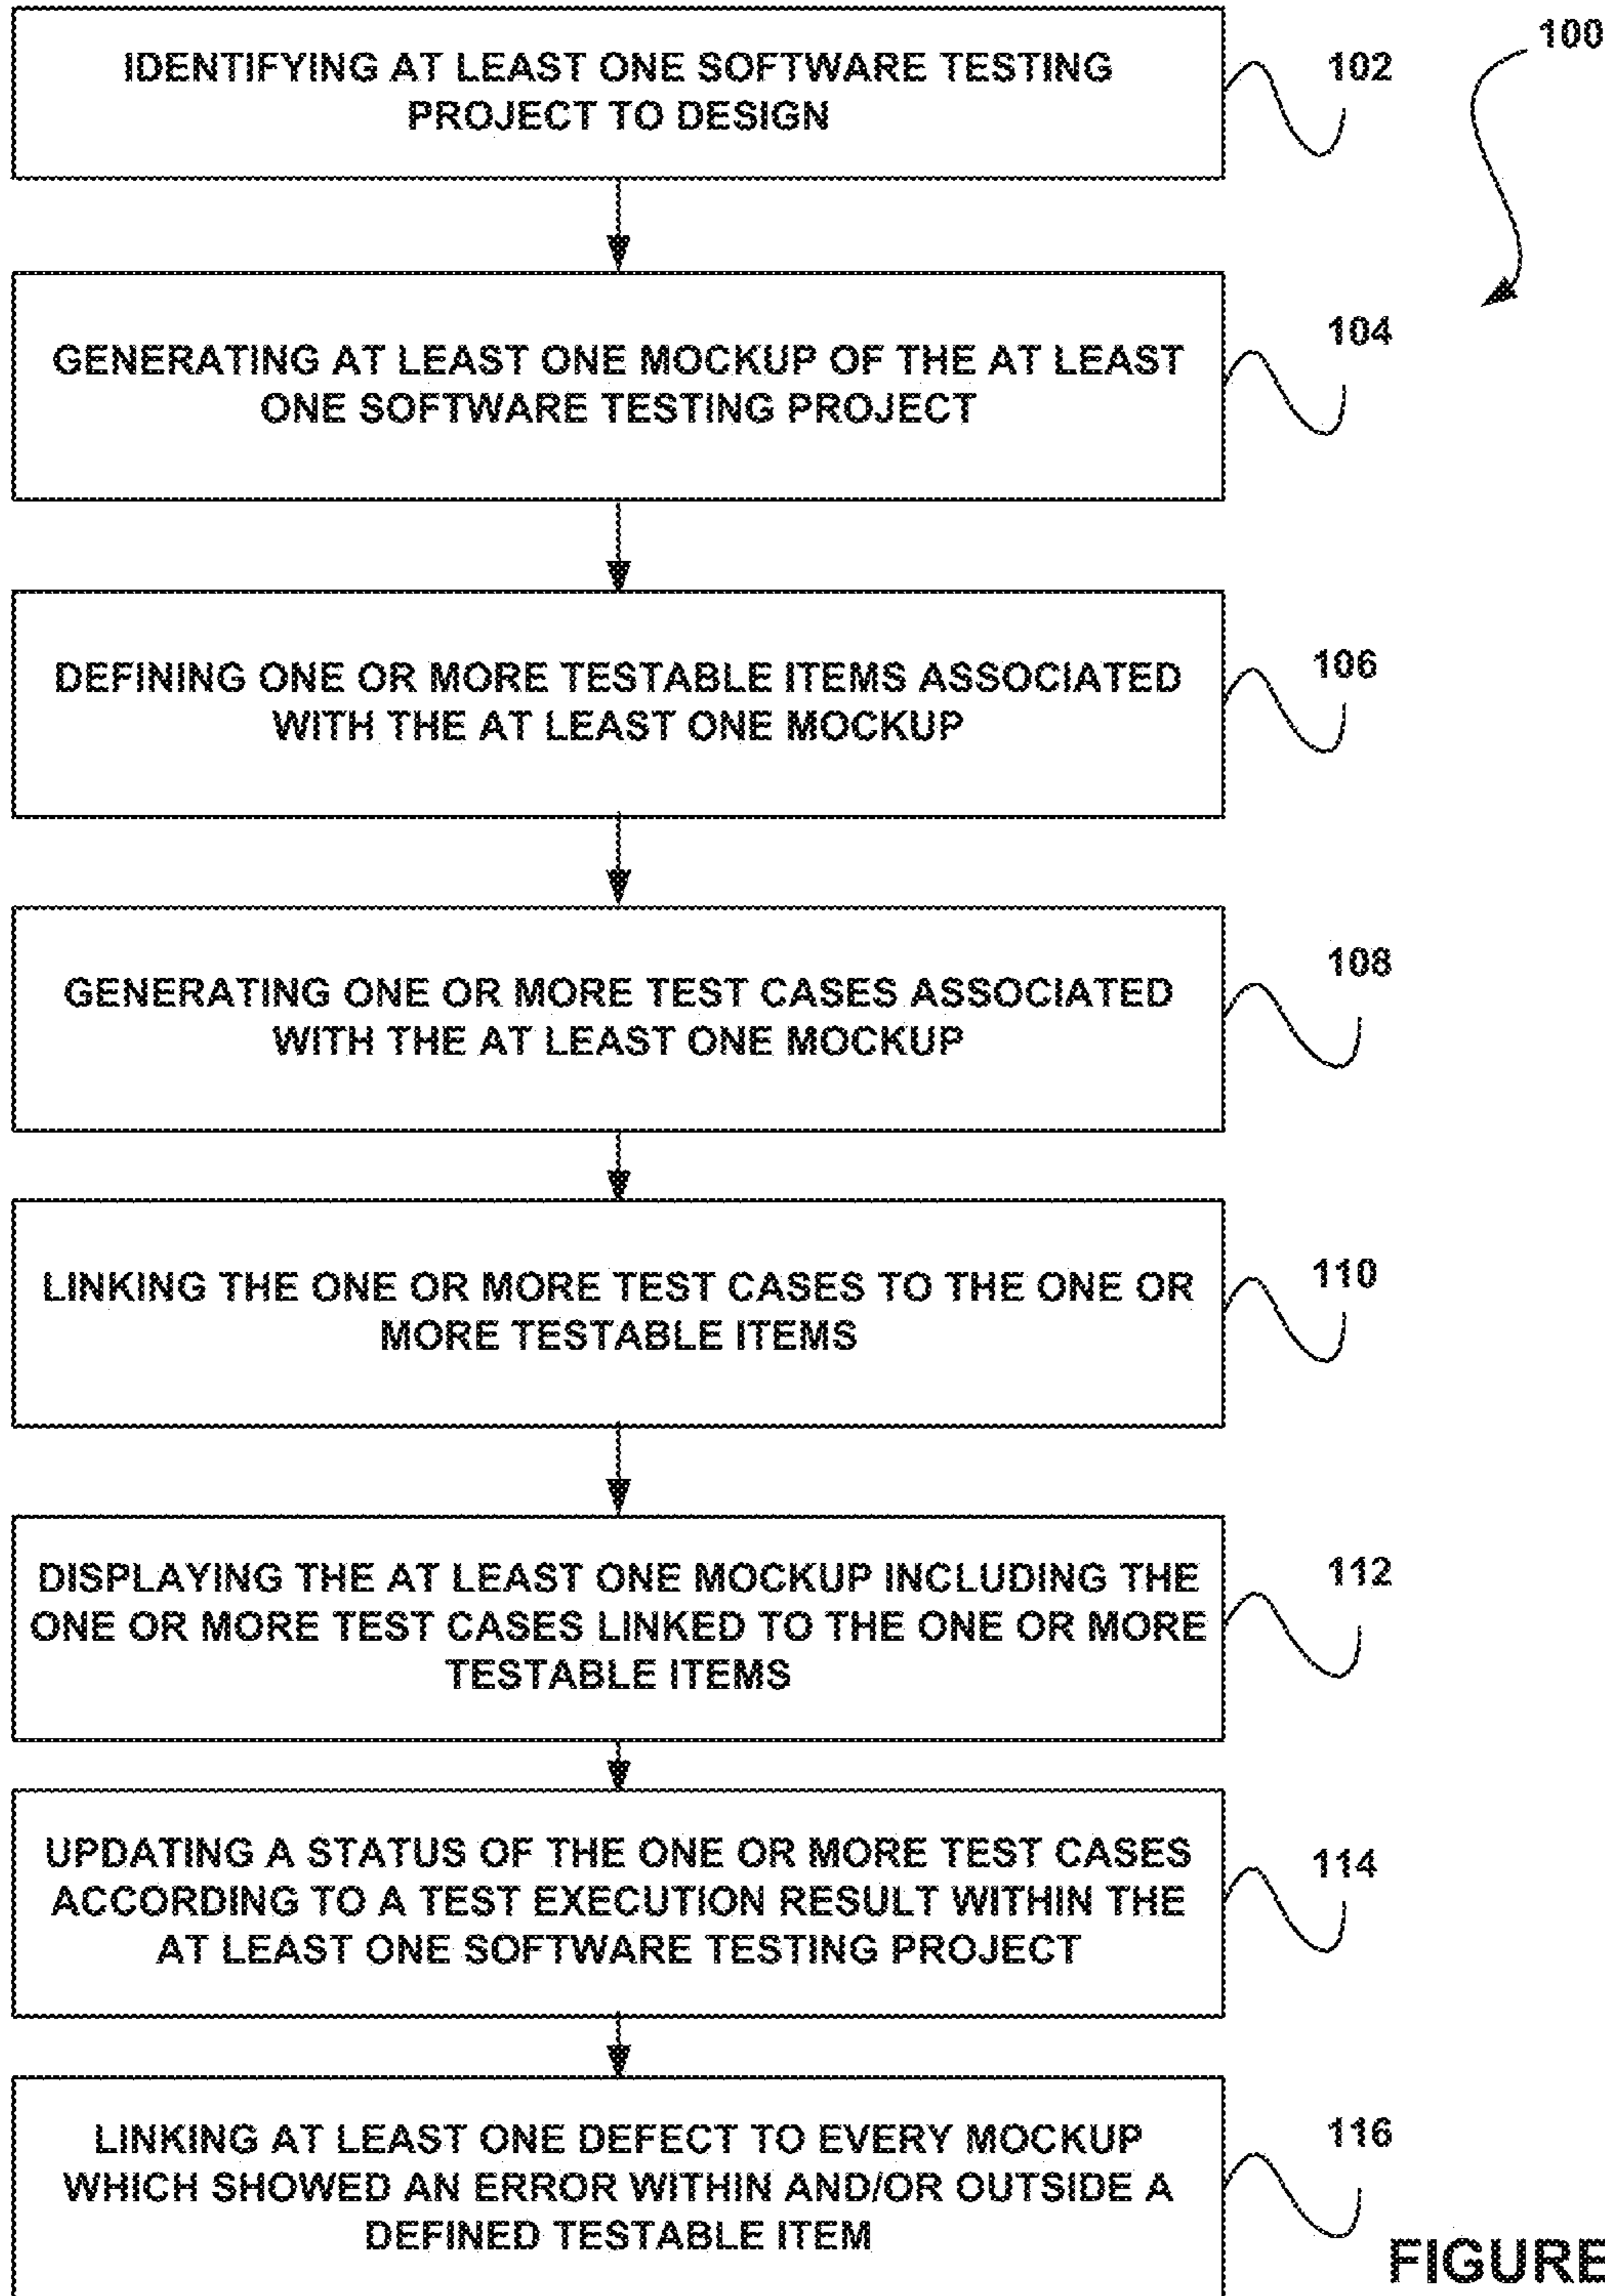 100
IDENTIFYING AT LEAST ONE SOFTWARE TESTING
PROJECT TO DESIGN
102
GENERATING AT LEAST ONE MOCKUP OF THE AT LEAST
ONE SOFTWARE TESTING PROJECT
104
DEFINING ONE OR MORE TESTABLE ITEMS ASSOCIATED
WITH THE AT LEAST ONE MOCKUP
106
GENERATING ONE OR MORE TEST CASES ASSOCIATED
WITH THE AT LEAST ONE MOCKUP
108
LINKING THE ONE OR MORE TEST CASES TO THE ONE OR
MORE TESTABLE ITEMS
110
DISPLAYING THE AT LEAST ONE MOCKUP INCLUDING THE
ONE OR MORE TEST CASES LINKED TO THE ONE OR MORE
TESTABLE ITEMS
112
UPDATING A STATUS OF THE ONE OR MORE TEST CASES
ACCORDING TO A TEST EXECUTION RESULT WITHIN THE
AT LEAST ONE SOFTWARE TESTING PROJECT
114
LINKING AT LEAST ONE DEFECT TO EVERY MOCKUP
WHICH SHOWED AN ERROR WITHIN AND/OR OUTSIDE A
DEFINED TESTABLE ITEM
116
FIGURE